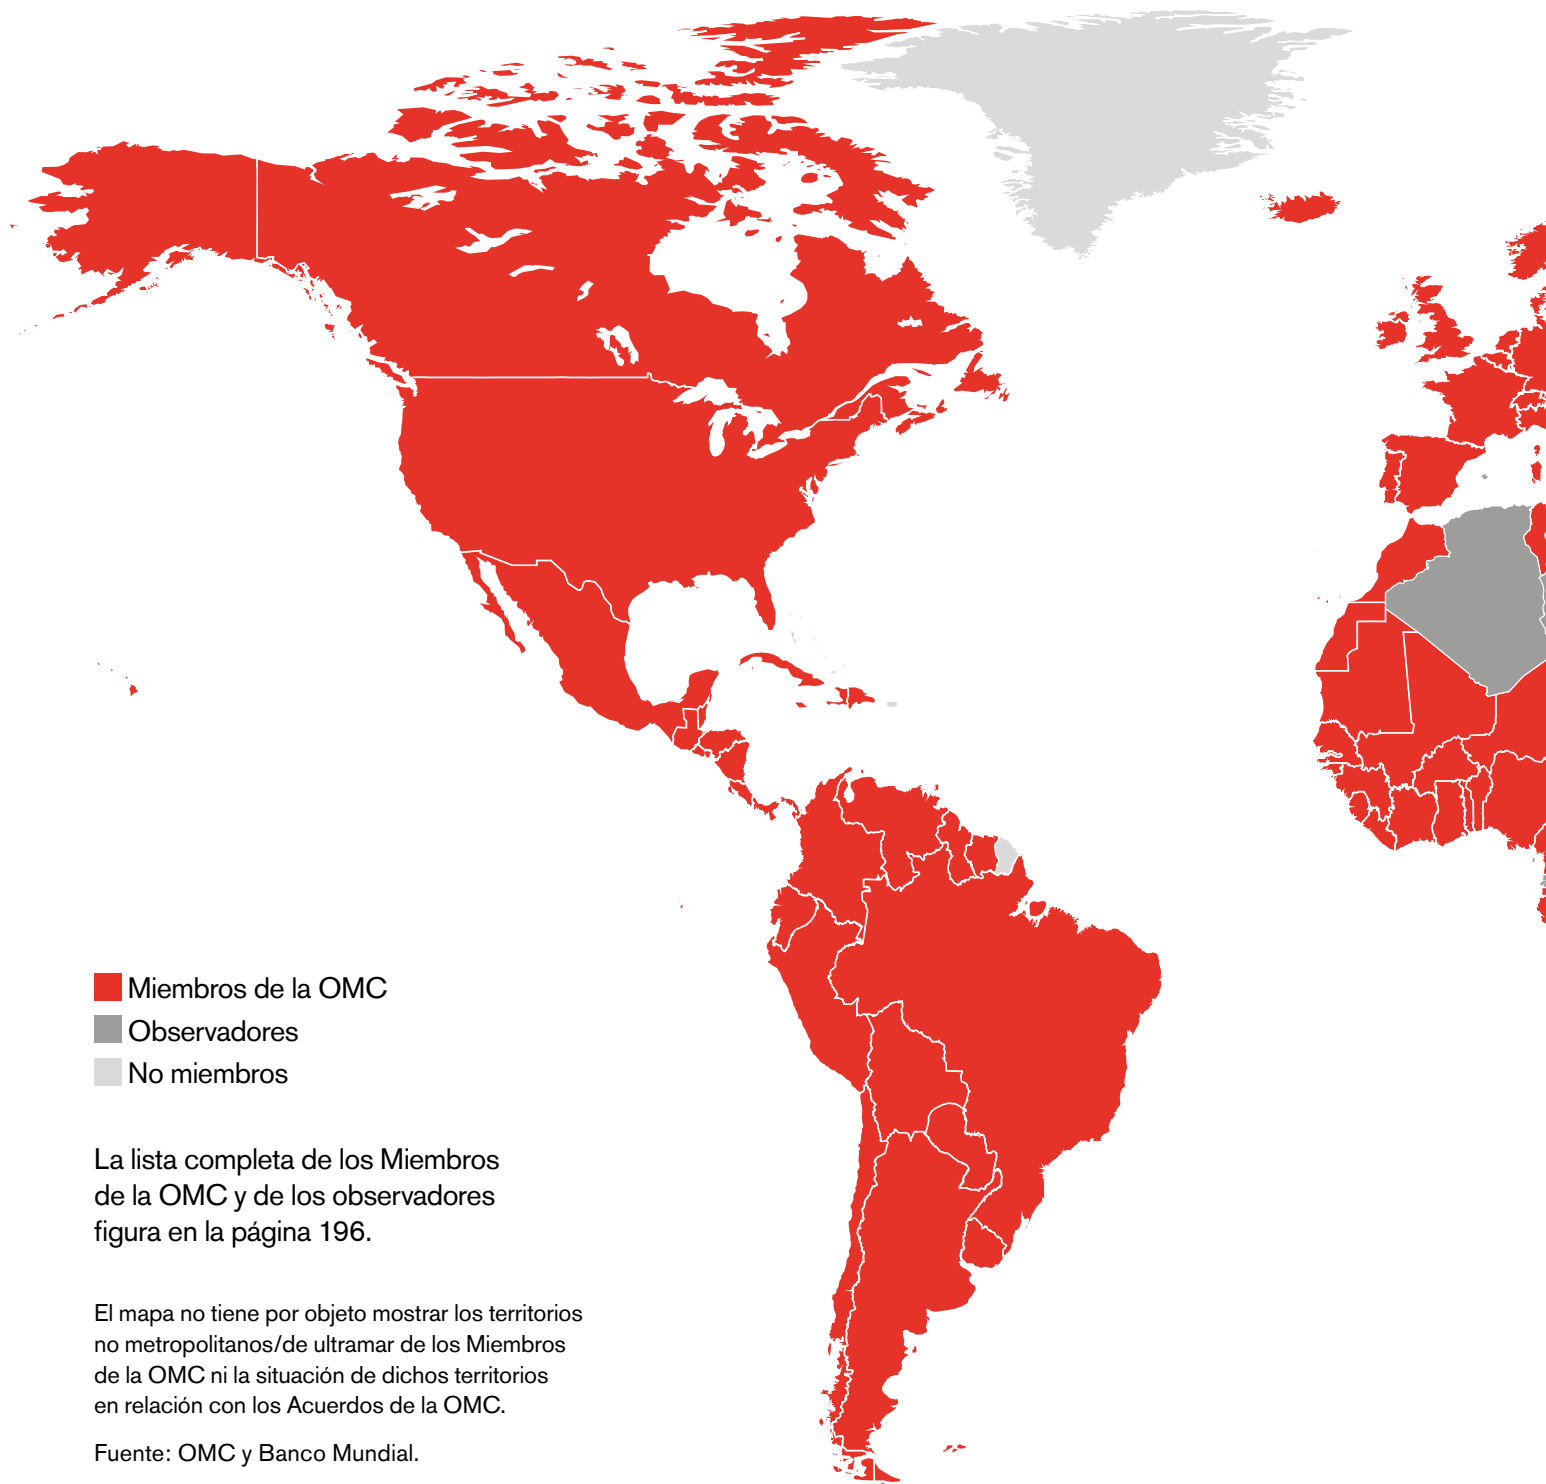 Miembros de la OMC
Observadores
No miembros
La lista completa de los Miembros
de la OMC y de los observadores
figura en la página 196.
El mapa no tiene por objeto mostrar los territorios
no metropolitanos/de ultramar de los Miembros
de la OMC ni la situación de dichos territorios
en relación con los Acuerdos de la OMC.
Fuente: OMC y Banco Mundial.